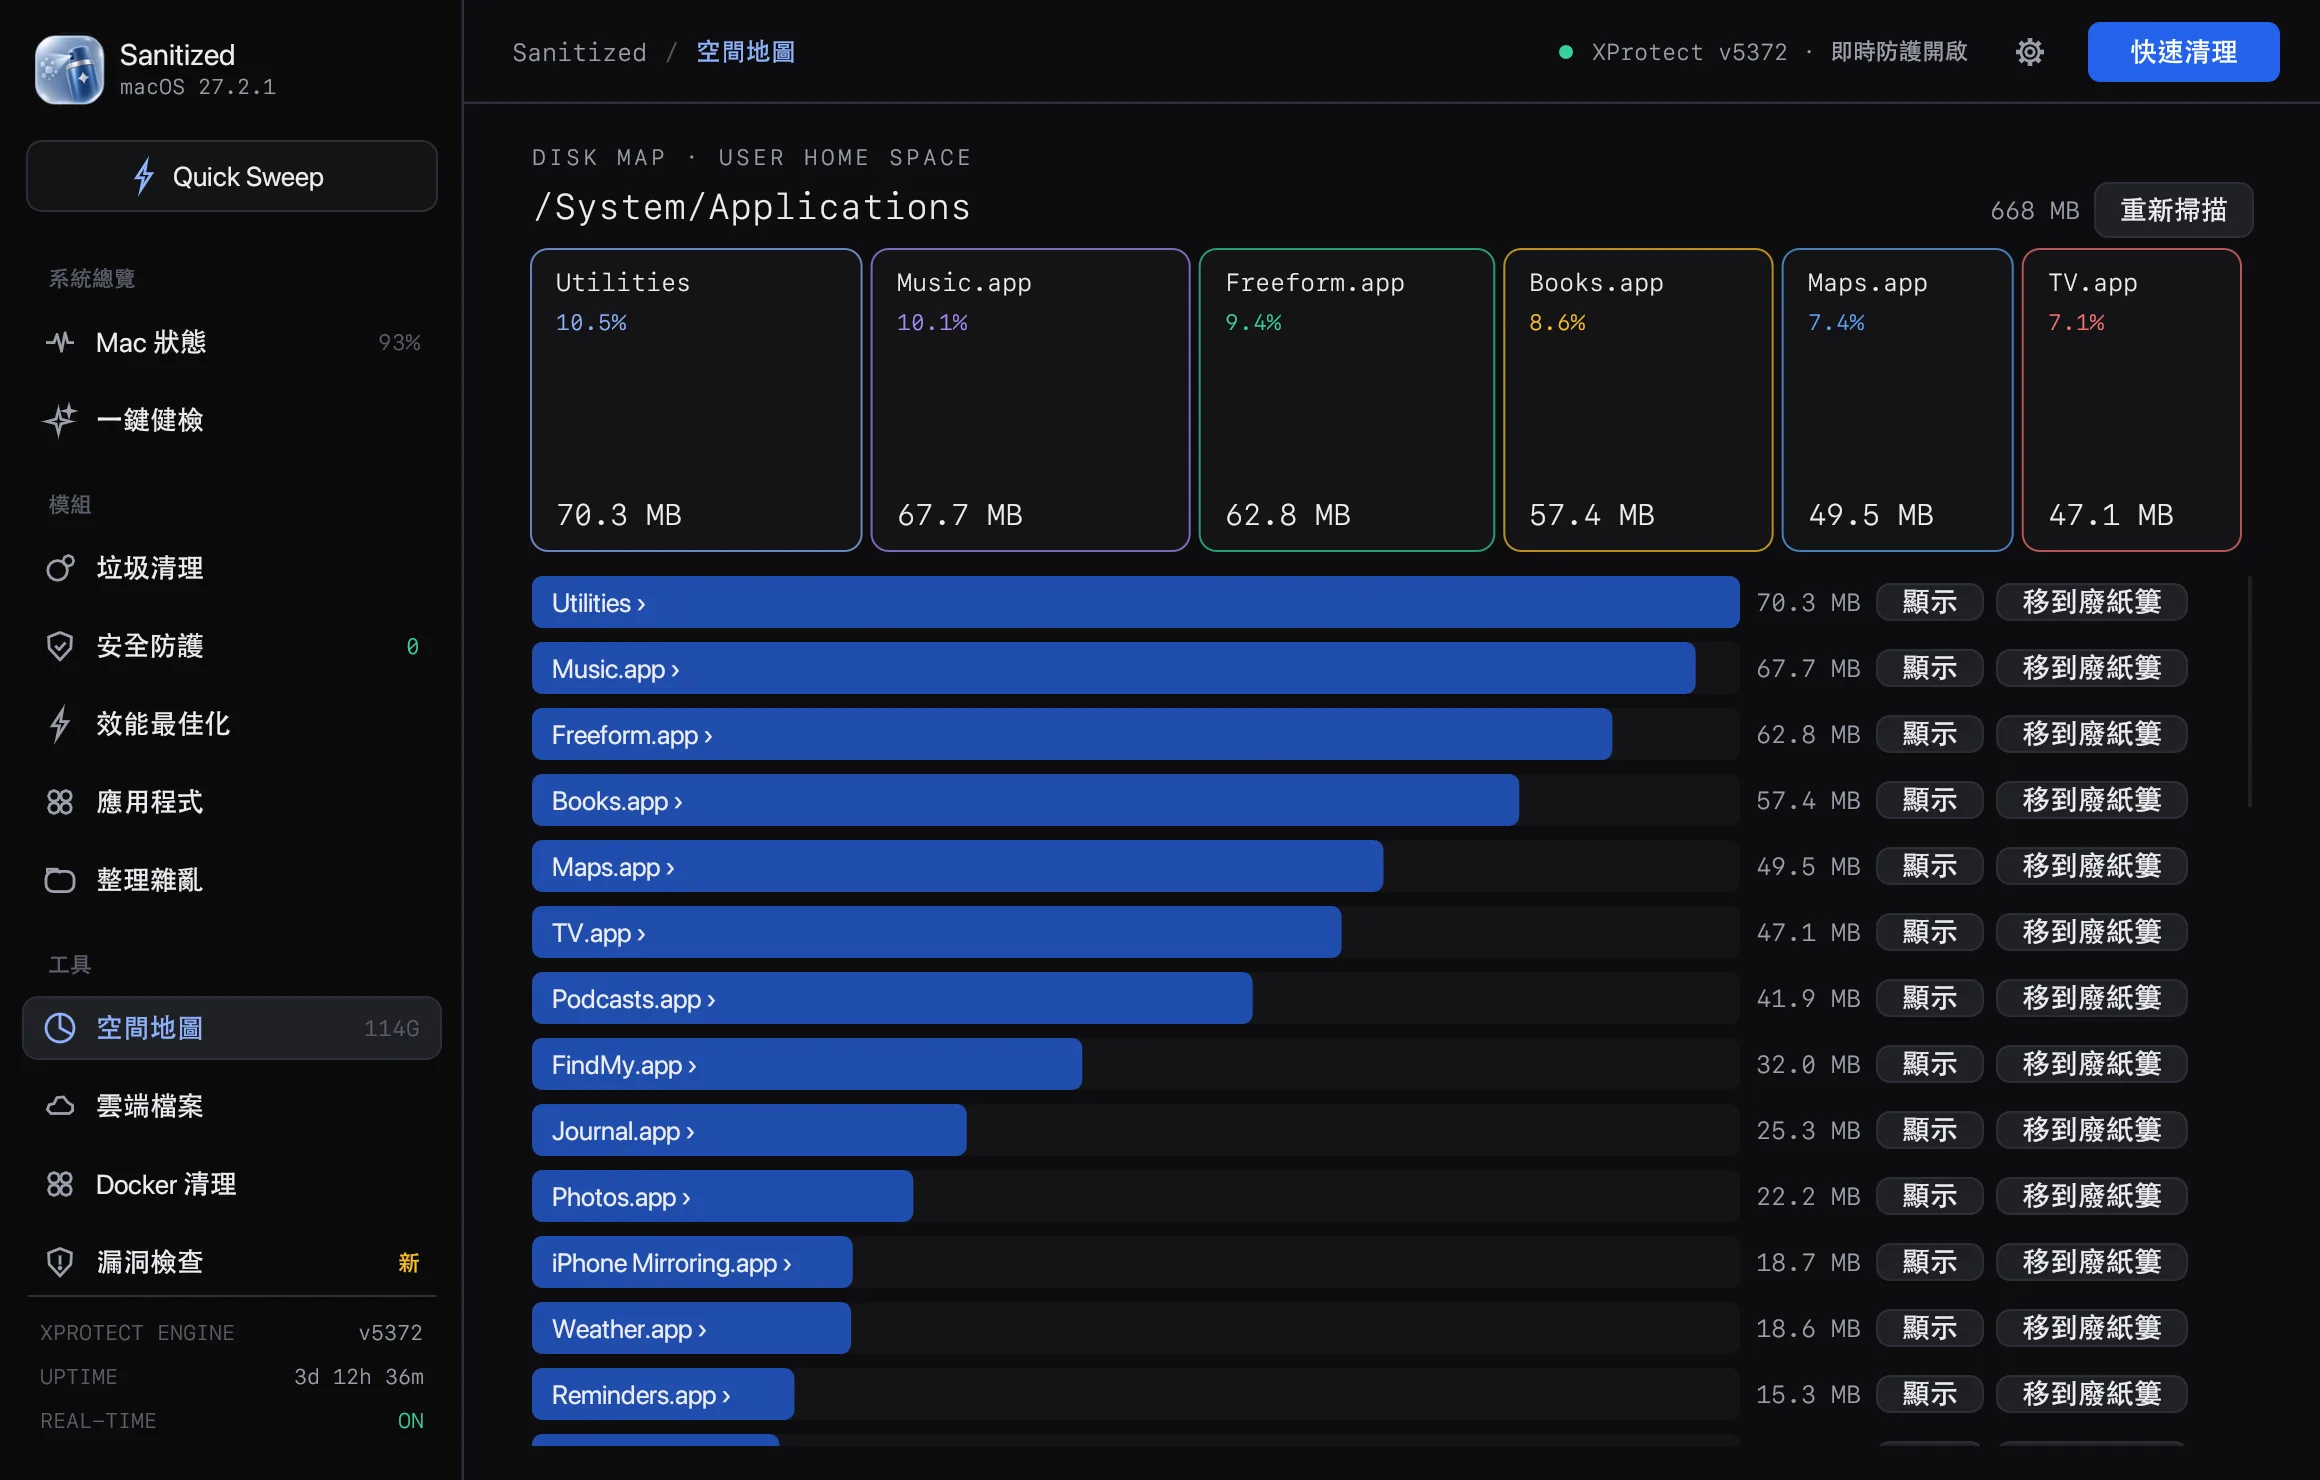 Sanitized
macOS 27.2.1
Quick Sweep
系統總覽
Mac 狀態 93%
一鍵健檢
模組
垃圾清理
安全防護 0
效能最佳化
應用程式
整理雜亂
工具
空間地圖 114G
雲端檔案
Docker 清理
漏洞檢查 新
XPROTECT ENGINE v5372
UPTIME 3d 12h 36m
REAL-TIME ON
Sanitized / 空間地圖
XProtect v5372 · 即時防護開啟
快速清理
DISK MAP · USER HOME SPACE
/System/Applications
668 MB 重新掃描
Utilities
10.5%
70.3 MB
Music.app
10.1%
67.7 MB
Freeform.app
9.4%
62.8 MB
Books.app
8.6%
57.4 MB
Maps.app
7.4%
49.5 MB
TV.app
7.1%
47.1 MB
Utilities › 70.3 MB 顯示 移到廢紙簍
Music.app › 67.7 MB 顯示 移到廢紙簍
Freeform.app › 62.8 MB 顯示 移到廢紙簍
Books.app › 57.4 MB 顯示 移到廢紙簍
Maps.app › 49.5 MB 顯示 移到廢紙簍
TV.app › 47.1 MB 顯示 移到廢紙簍
Podcasts.app › 41.9 MB 顯示 移到廢紙簍
FindMy.app › 32.0 MB 顯示 移到廢紙簍
Journal.app › 25.3 MB 顯示 移到廢紙簍
Photos.app › 22.2 MB 顯示 移到廢紙簍
iPhone Mirroring.app › 18.7 MB 顯示 移到廢紙簍
Weather.app › 18.6 MB 顯示 移到廢紙簍
Reminders.app › 15.3 MB 顯示 移到廢紙簍